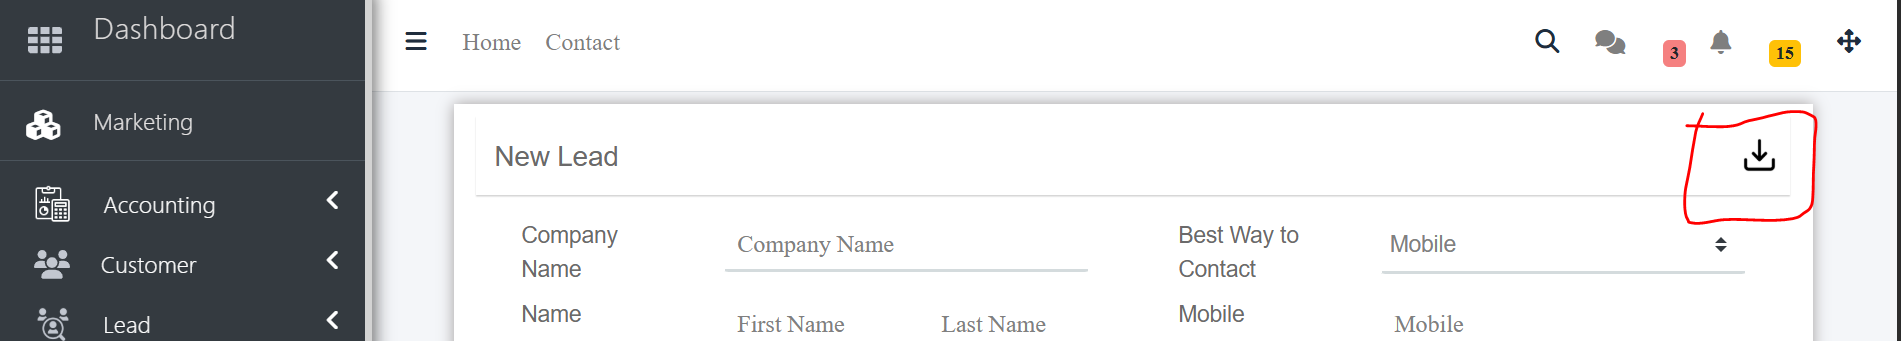 Dashboard
Home Contact
3
15
Marketing
New Lead
Accounting
Company Name
Company Name
Best Way to Contact
Mobile
Customer
Name
First Name
Last Name
Mobile
Mobile
Lead